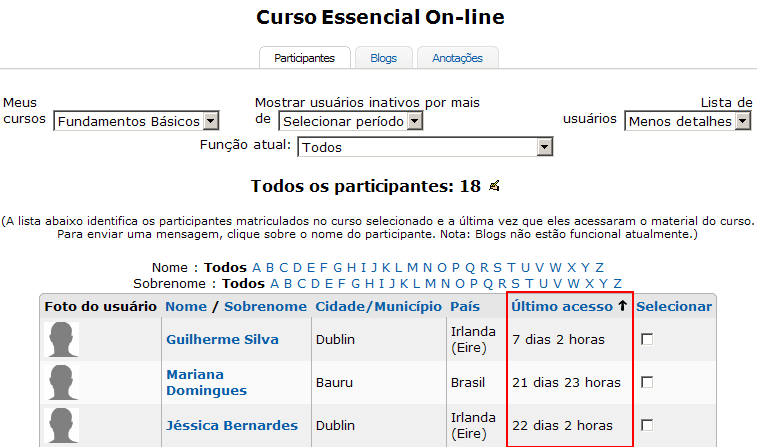 Curso Essencial On-line
Participantes Blogs Anotações
Meus cursos Fundamentos Básicos
Mostrar usuários inativos por mais de Selecionar período
Lista de usuários Menos detalhes
Função atual: Todos
Todos os participantes: 18
(A lista abaixo identifica os participantes matriculados no curso selecionado e a última vez que eles acessaram o material do curso.
Para enviar uma mensagem, clique sobre o nome do participante. Nota: Blogs não estão funcional atualmente.)
Nome : Todos A B C D E F G H I J K L M N O P Q R S T U V W X Y Z
Sobrenome : Todos A B C D E F G H I J K L M N O P Q R S T U V W X Y Z
Foto do usuário Nome / Sobrenome Cidade/Município País Último acesso ↑ Selecionar
Guilherme Silva Dublin Irlanda (Eire) 7 dias 2 horas
Mariana Domingues Bauru Brasil 21 dias 23 horas
Jéssica Bernardes Dublin Irlanda (Eire) 22 dias 2 horas